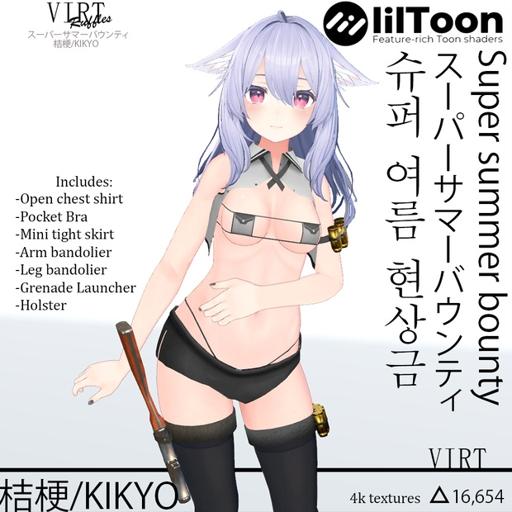 VIRT
Ruffles
スーパーサマーバウンティ
桔梗/KIKYO
lilToon
Feature-rich Toon shaders
Super summer bounty
スーパーサマーバウンティ
슈퍼 여름 현상금
Includes:
-Open chest shirt
-Pocket Bra
-Mini tight skirt
-Arm bandolier
-Leg bandolier
-Grenade Launcher
-Holster
VIRT
桔梗/KIKYO
4k textures △16,654